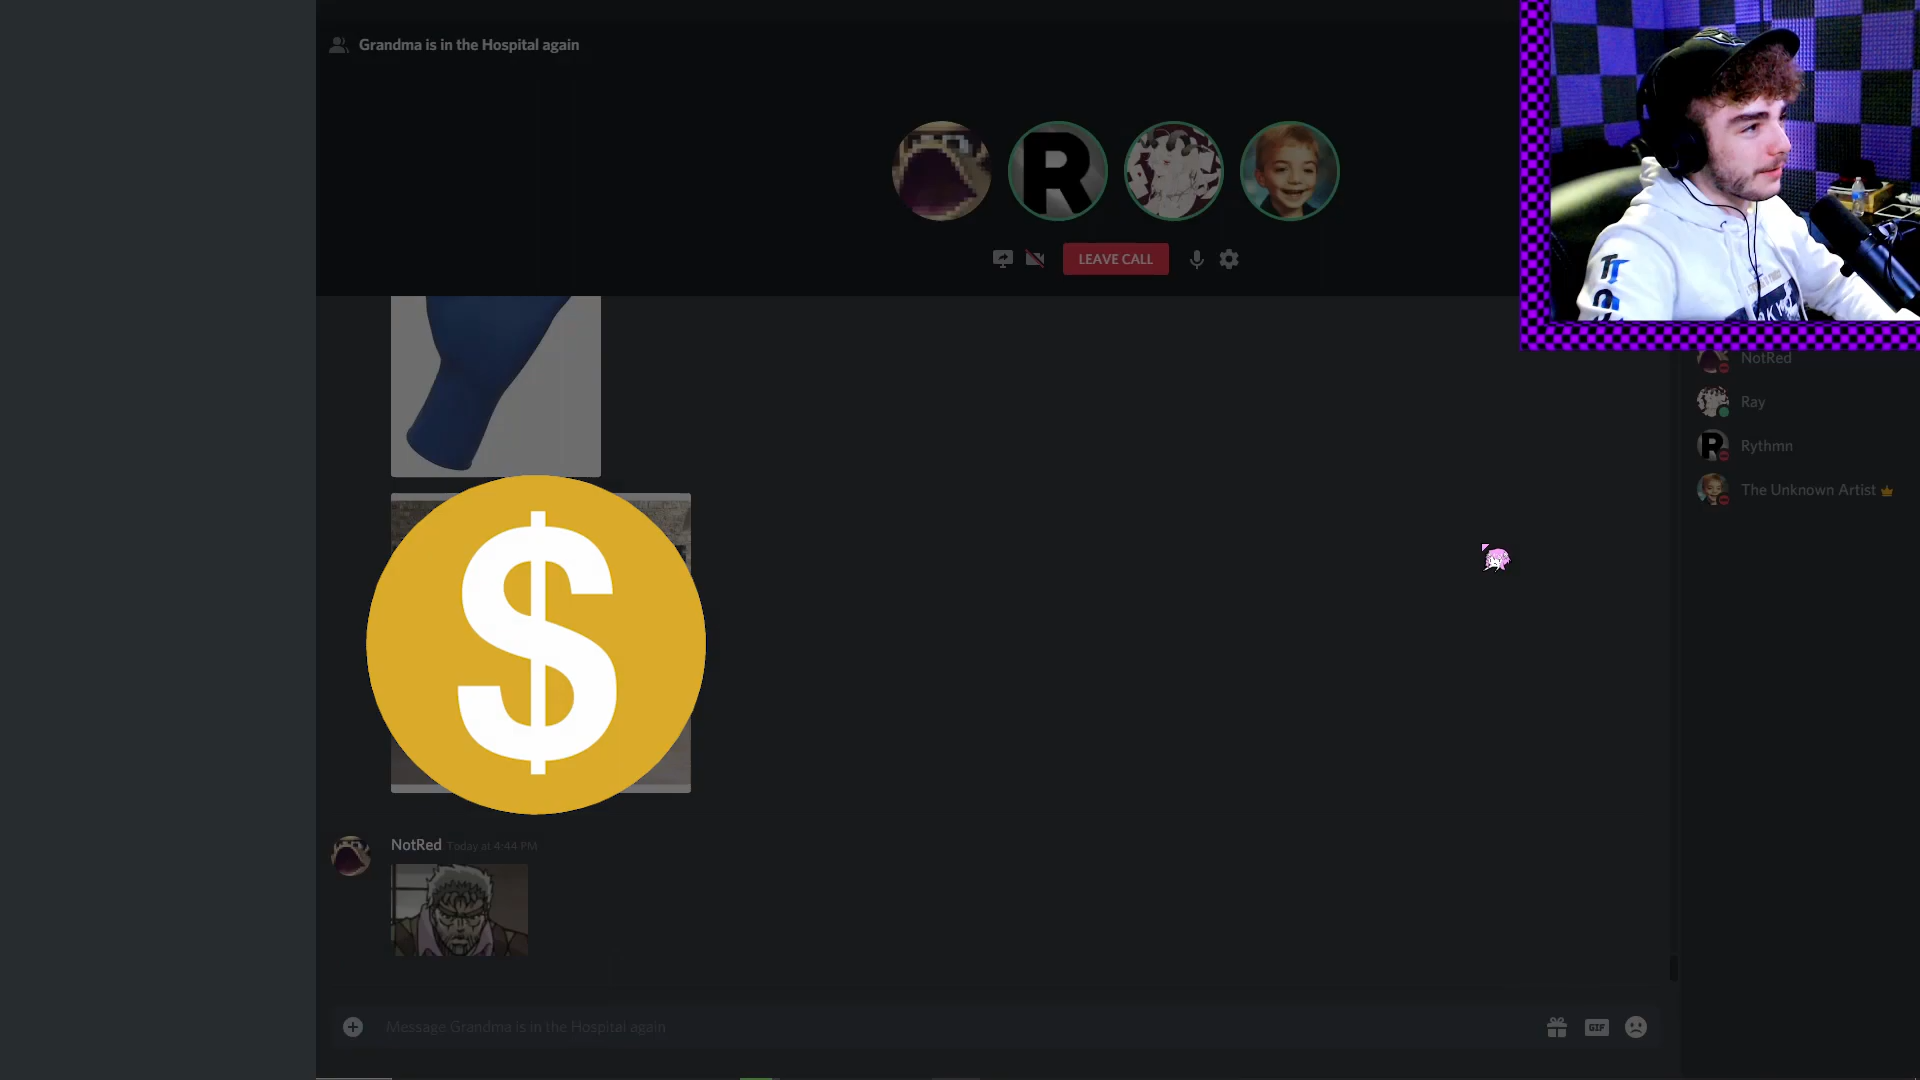 Grandma is in the Hospital again
R
LEAVE CALL
NotRed
Ray
R Rythmn
The Unknown Artist
$
NotRed Today at 4:44 PM
Message Grandma is in the Hospital again
GIF